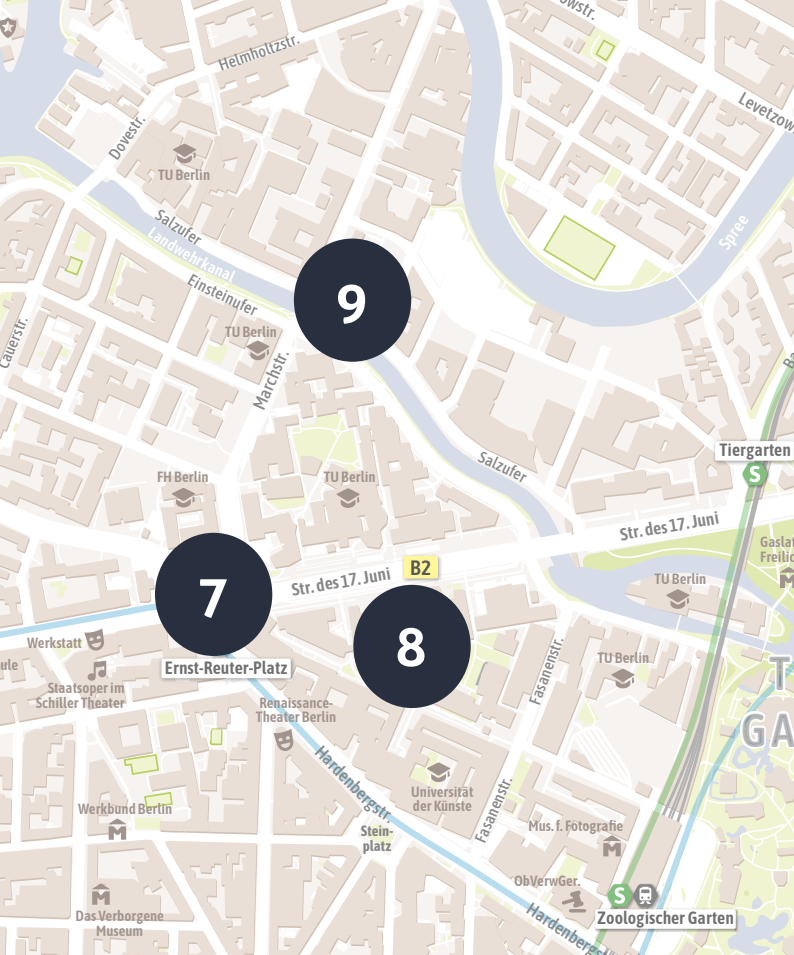 Helmholtzstr.
Levetzow
Dovestr.
TU Berlin
Salzufer
Landwehrkanal
Einsteinufer
Spree
9
TU Berlin
Cauerstr.
Marchstr.
Tiergarten
S
Salzufer
FH Berlin
TU Berlin
Str. des 17. Juni
B2
Str. des 17. Juni
TU Berlin
7
8
Werkstatt
Ernst-Reuter-Platz
Staatsoper im
Schiller Theater
Renaissance-
Theater Berlin
Fasanenstr.
TU Berlin
GA
Hardenbergstr.
Universität
der Künste
Fasanenstr.
Werkbund Berlin
Stein-
platz
Mus. f. Fotografie
ObVerwGer.
S
Zoologischer Garten
Das Verborgene
Museum